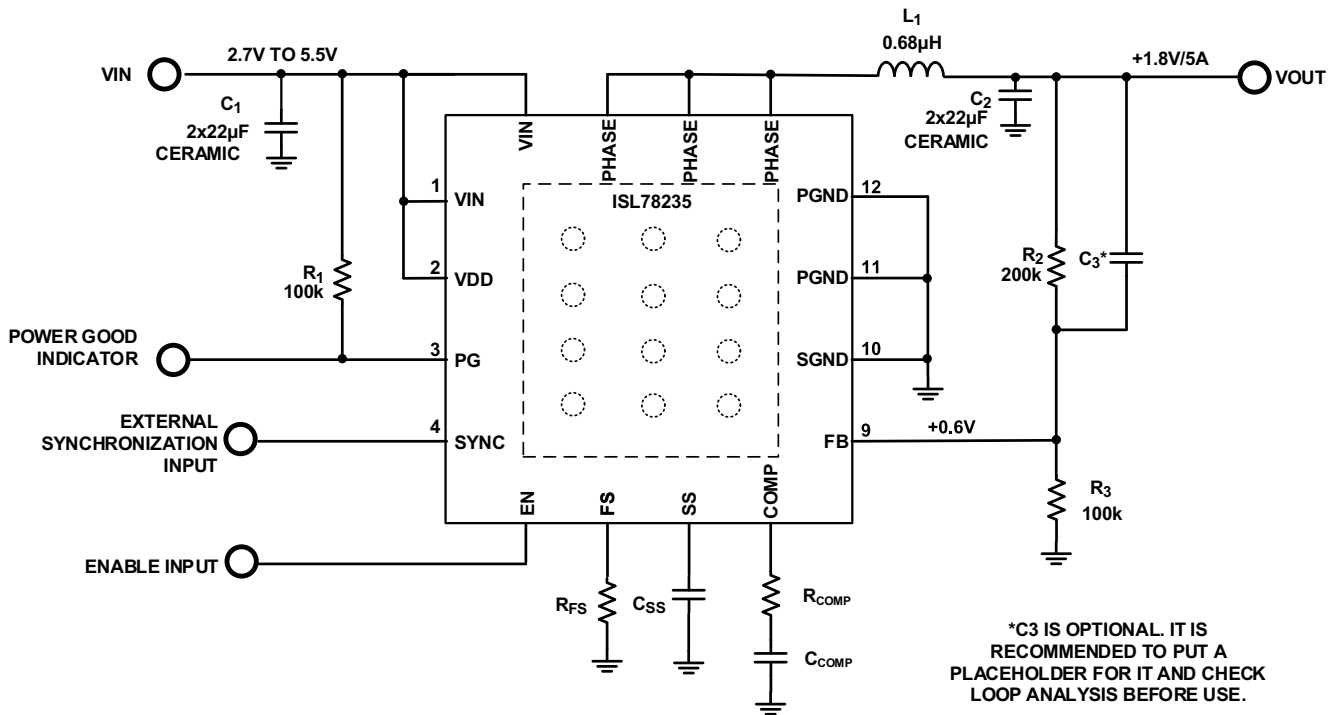 L1
0.68µH
2.7V TO 5.5V
+1.8V/5A
VIN
VOUT
C1
2x22µF
CERAMIC
C2
2x22µF
CERAMIC
VIN
PHASE
PHASE
PHASE
ISL78235
1
VIN
2
VDD
3
PG
4
SYNC
12
PGND
11
PGND
10
SGND
9
FB
+0.6V
R1
100k
R2
200k
C3*
R3
100k
POWER GOOD
INDICATOR
EXTERNAL
SYNCHRONIZATION
INPUT
ENABLE INPUT
EN
FS
SS
COMP
RFS
CSS
RCOMP
CCOMP
*C3 IS OPTIONAL. IT IS
RECOMMENDED TO PUT A
PLACEHOLDER FOR IT AND CHECK
LOOP ANALYSIS BEFORE USE.